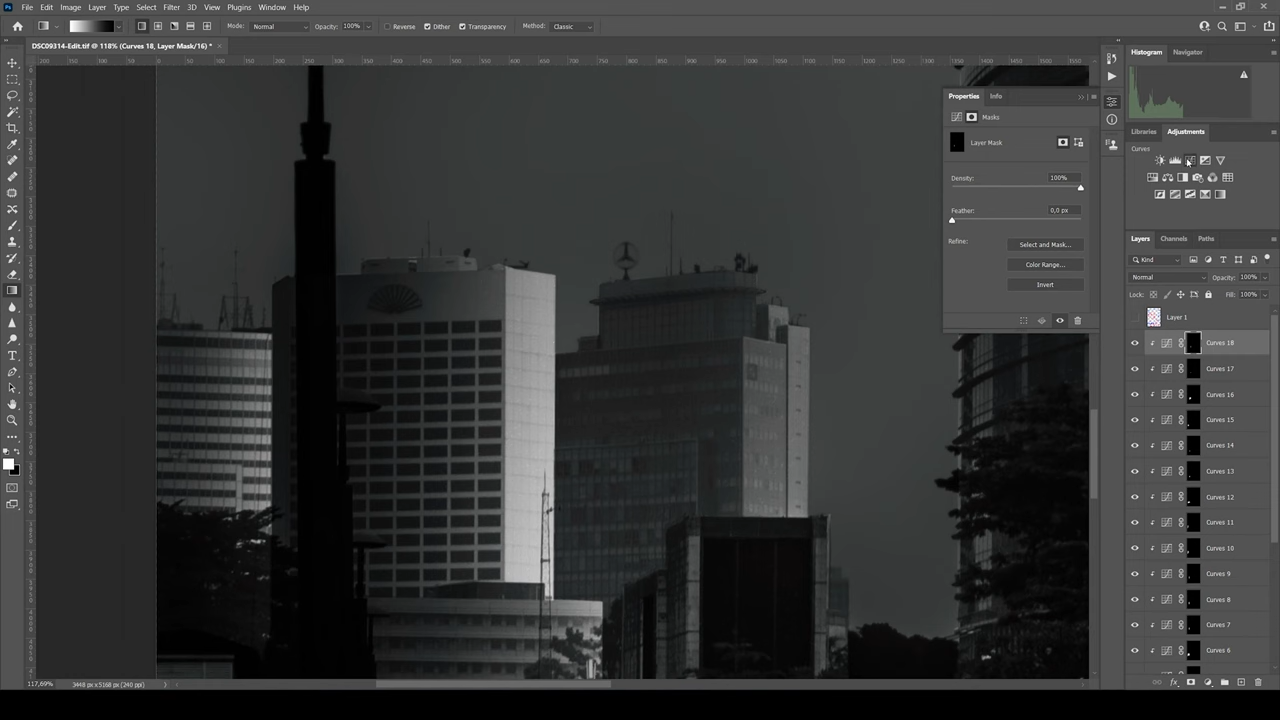 File Edit Image Layer Type Select Filter 3D View Plugins Window Help
Mode: Normal Opacity: 100% Reverse Dither Transparency Method: Classic
DSC09314-Edit.tif @ 118% (Curves 18, Layer Mask/16) *
Histogram Navigator
Properties Info
Masks
Layer Mask
Density: 100%
Feather: 0,0 px
Refine: Select and Mask...
Color Range...
Invert
Libraries Adjustments
Curves
Layers Channels Paths
Kind
Normal Opacity: 100%
Lock: Fill: 100%
Layer 1
Curves 18
Curves 17
Curves 16
Curves 15
Curves 14
Curves 13
Curves 12
Curves 11
Curves 10
Curves 9
Curves 8
Curves 7
Curves 6
117,69% 3448 px x 5168 px (240 ppi)